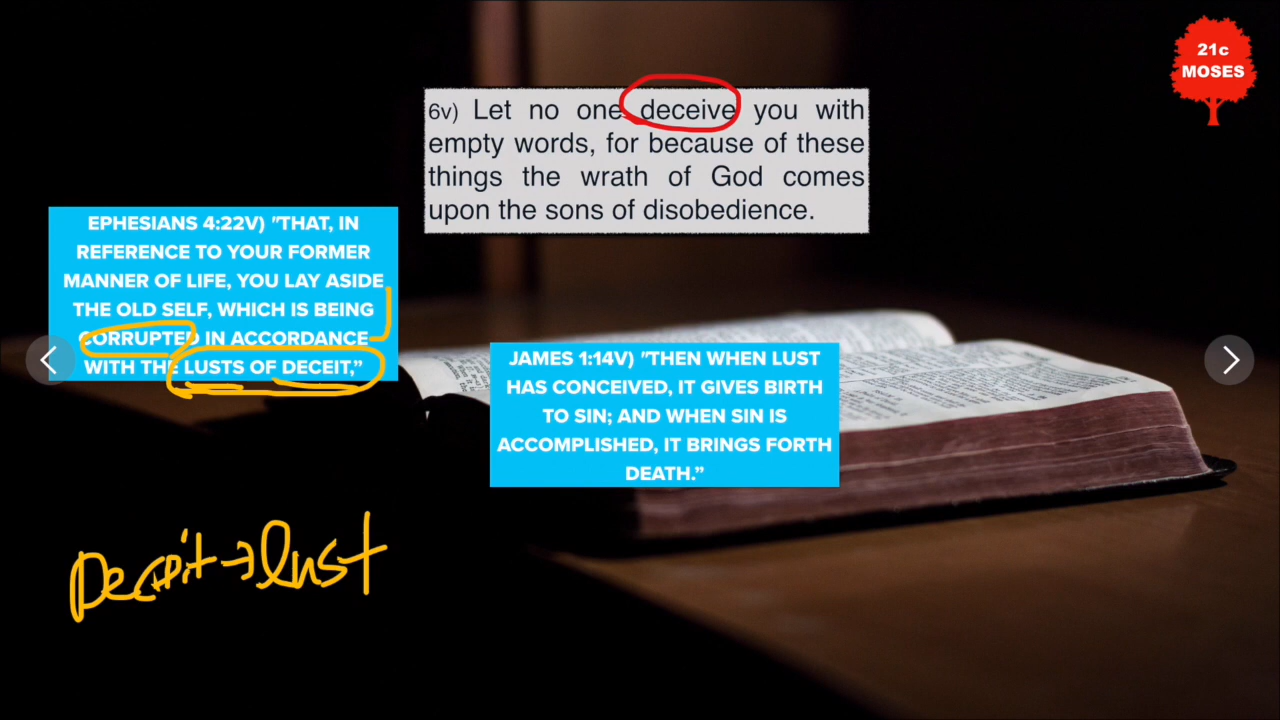 21c
MOSES
6v) Let no one deceive you with
empty words, for because of these
things the wrath of God comes
upon the sons of disobedience.
EPHESIANS 4:22V) "THAT, IN
REFERENCE TO YOUR FORMER
MANNER OF LIFE, YOU LAY ASIDE
THE OLD SELF, WHICH IS BEING
CORRUPTED IN ACCORDANCE
WITH THE LUSTS OF DECEIT,”
JAMES 1:14V) "THEN WHEN LUST
HAS CONCEIVED, IT GIVES BIRTH
TO SIN; AND WHEN SIN IS
ACCOMPLISHED, IT BRINGS FORTH
DEATH.”
Deceit → lust